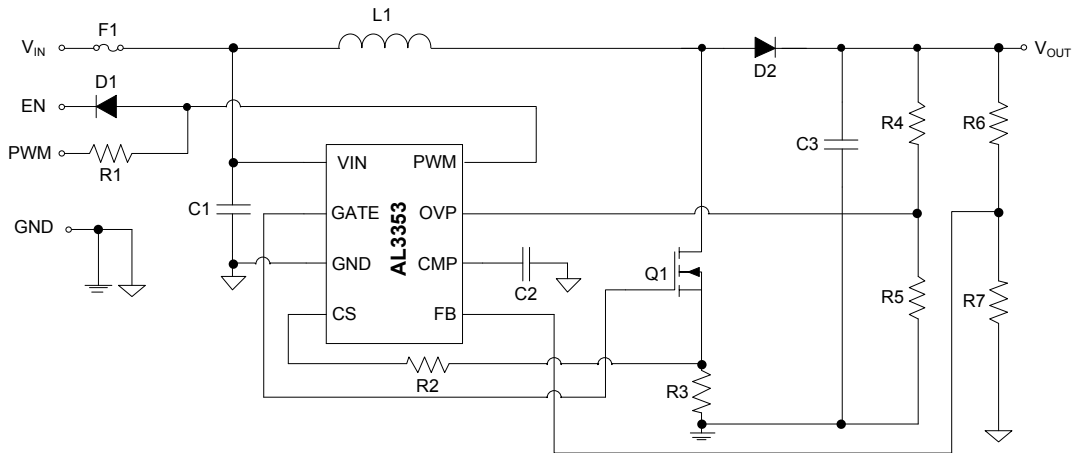 F1
L1
V_IN
D2
V_OUT
D1
EN
PWM
R1
R4
R6
C3
VIN
PWM
C1
GATE
OVP
AL3353
GND
GND
CMP
C2
Q1
R5
R7
CS
FB
R2
R3